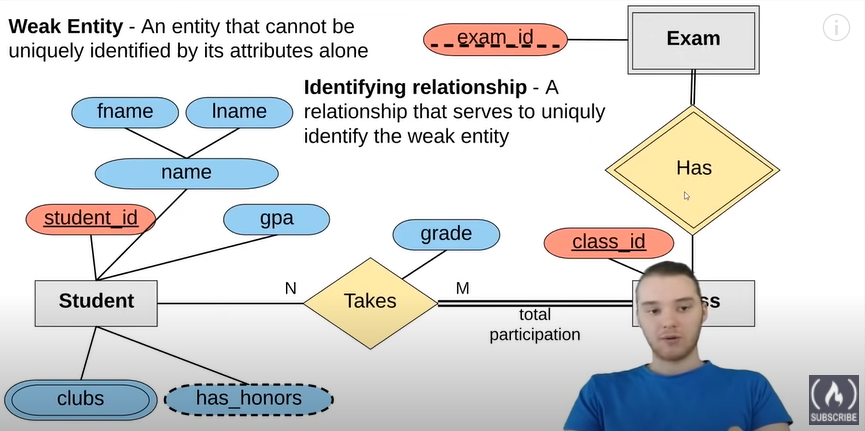 Weak Entity - An entity that cannot be
uniquely identified by its attributes alone
exam_id
Exam
Identifying relationship - A
relationship that serves to uniquly
identify the weak entity
fname
lname
name
Has
student_id
gpa
grade
class_id
Student
N
Takes
M
total
participation
ss
clubs
has_honors
SUBSCRIBE
i